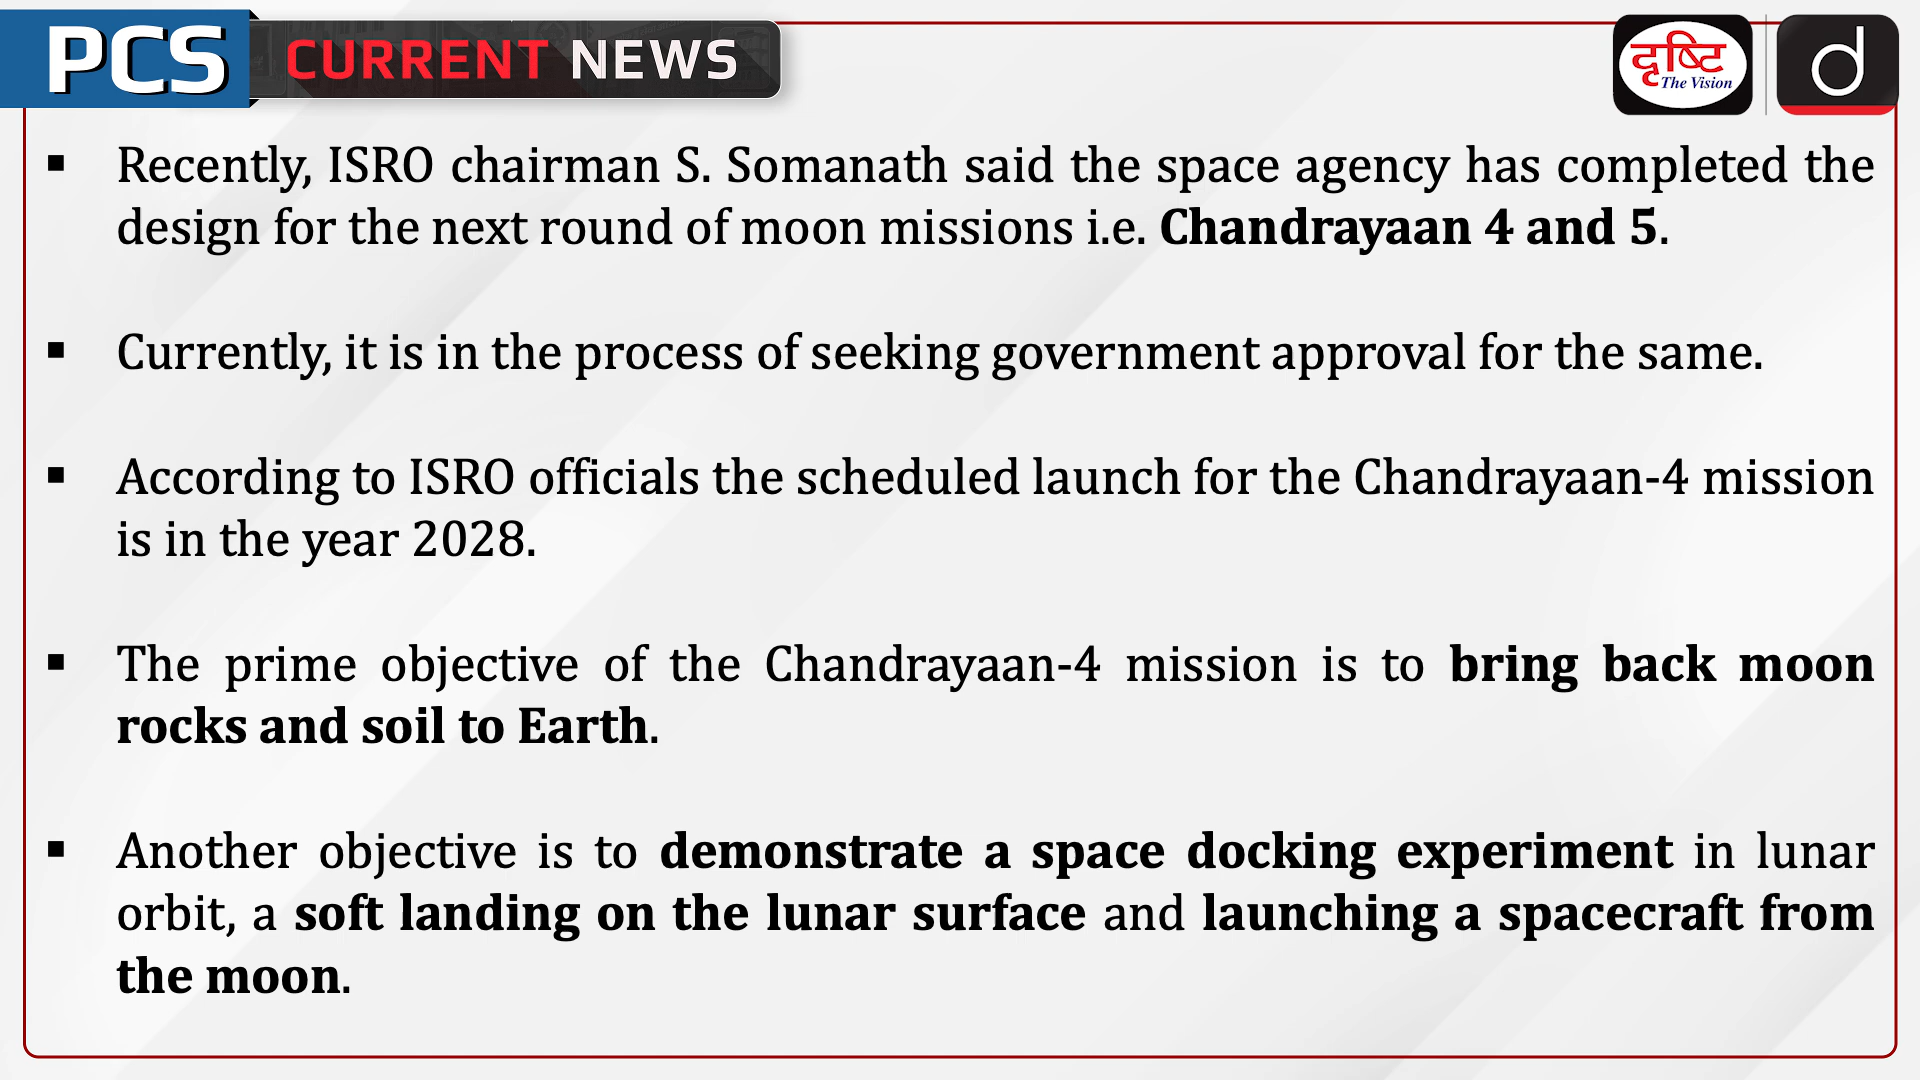 PCS CURRENT NEWS
दृष्टि
The Vision
d
▪ Recently, ISRO chairman S. Somanath said the space agency has completed the
design for the next round of moon missions i.e. Chandrayaan 4 and 5.
▪ Currently, it is in the process of seeking government approval for the same.
▪ According to ISRO officials the scheduled launch for the Chandrayaan-4 mission
is in the year 2028.
▪ The prime objective of the Chandrayaan-4 mission is to bring back moon
rocks and soil to Earth.
▪ Another objective is to demonstrate a space docking experiment in lunar
orbit, a soft landing on the lunar surface and launching a spacecraft from
the moon.